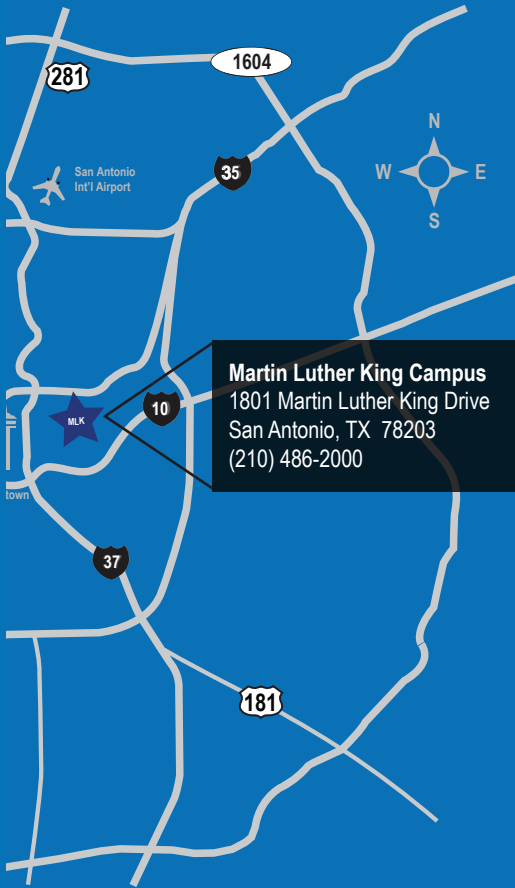 1604
281
N
San Antonio
Int'l Airport
35
W E
S
Martin Luther King Campus
1801 Martin Luther King Drive
San Antonio, TX 78203
(210) 486-2000
10
MLK
town
37
181